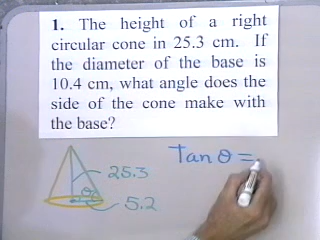 1. The height of a right
circular cone in 25.3 cm. If
the diameter of the base is
10.4 cm, what angle does the
side of the cone make with
the base?
Tan θ =
25.3
θ
5.2